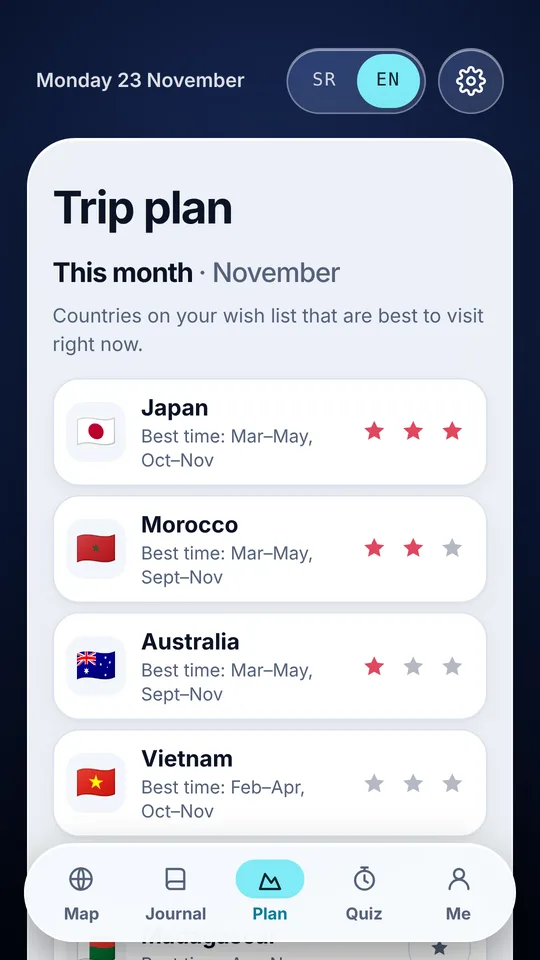 Monday 23 November
SR
EN
Trip plan
This month · November
Countries on your wish list that are best to visit
right now.
Japan
Best time: Mar–May,
Oct–Nov
Morocco
Best time: Mar–May,
Sept–Nov
Australia
Best time: Mar–May,
Sept–Nov
Vietnam
Best time: Feb–Apr,
Oct–Nov
Map
Journal
Plan
Quiz
Me
Madagascar